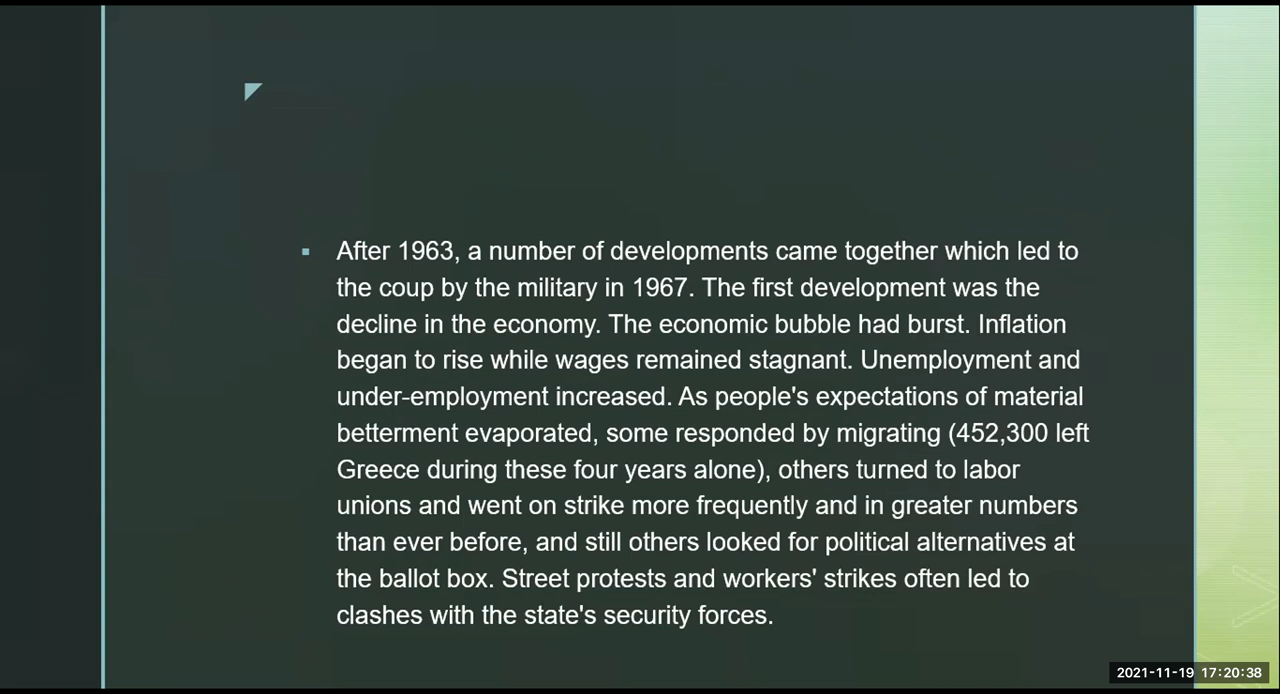 ▪ After 1963, a number of developments came together which led to
the coup by the military in 1967. The first development was the
decline in the economy. The economic bubble had burst. Inflation
began to rise while wages remained stagnant. Unemployment and
under-employment increased. As people's expectations of material
betterment evaporated, some responded by migrating (452,300 left
Greece during these four years alone), others turned to labor
unions and went on strike more frequently and in greater numbers
than ever before, and still others looked for political alternatives at
the ballot box. Street protests and workers' strikes often led to
clashes with the state's security forces.
2021-11-19 17:20:38